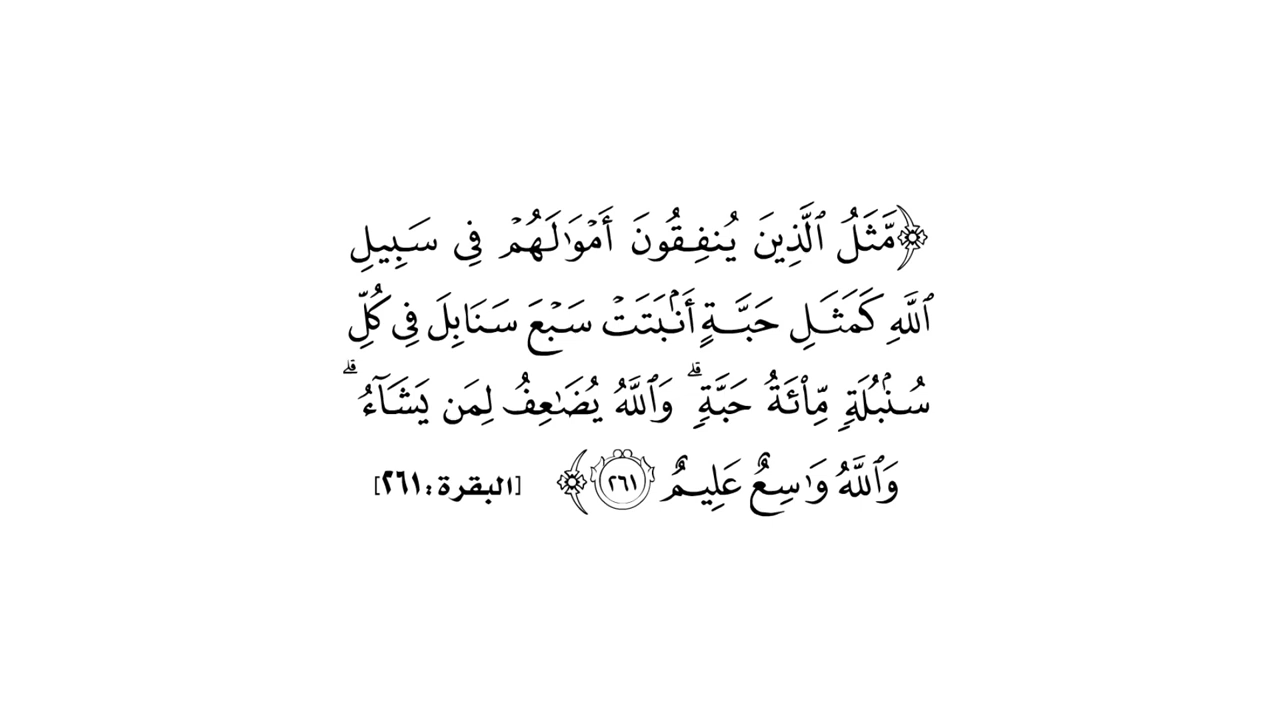 ﴿مَّثَلُ ٱلَّذِينَ يُنفِقُونَ أَمۡوَٰلَهُمۡ فِي سَبِيلِ
ٱللَّهِ كَمَثَلِ حَبَّةٍ أَنۢبَتَتۡ سَبۡعَ سَنَابِلَ فِي كُلِّ
سُنۢبُلَةٖ مِّاْئَةُ حَبَّةٖۗ وَٱللَّهُ يُضَٰعِفُ لِمَن يَشَآءُۗ
وَٱللَّهُ وَٰسِعٌ عَلِيمٌ ٢٦١﴾ [البقرة: ٢٦١]